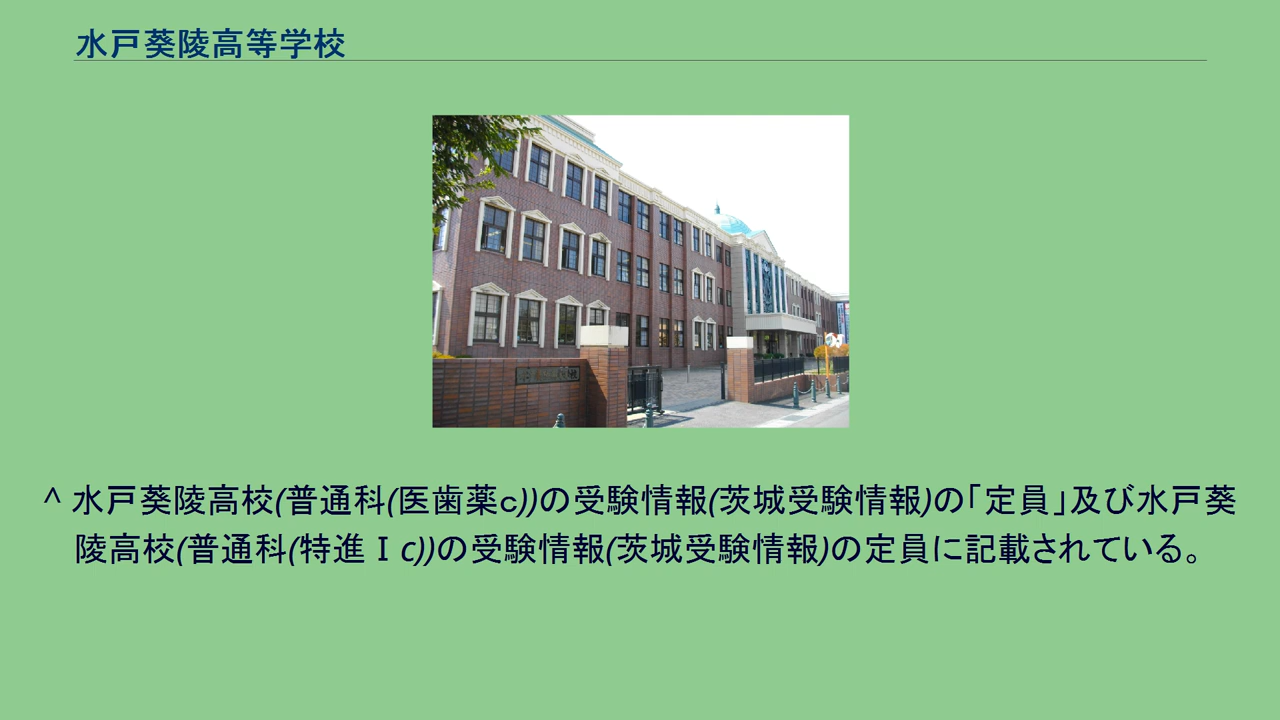 水戸葵陵高等学校
^ 水戸葵陵高校(普通科(医歯薬ｃ))の受験情報(茨城受験情報)の「定員」及び水戸葵
陵高校(普通科(特進Ⅰc))の受験情報(茨城受験情報)の定員に記載されている。